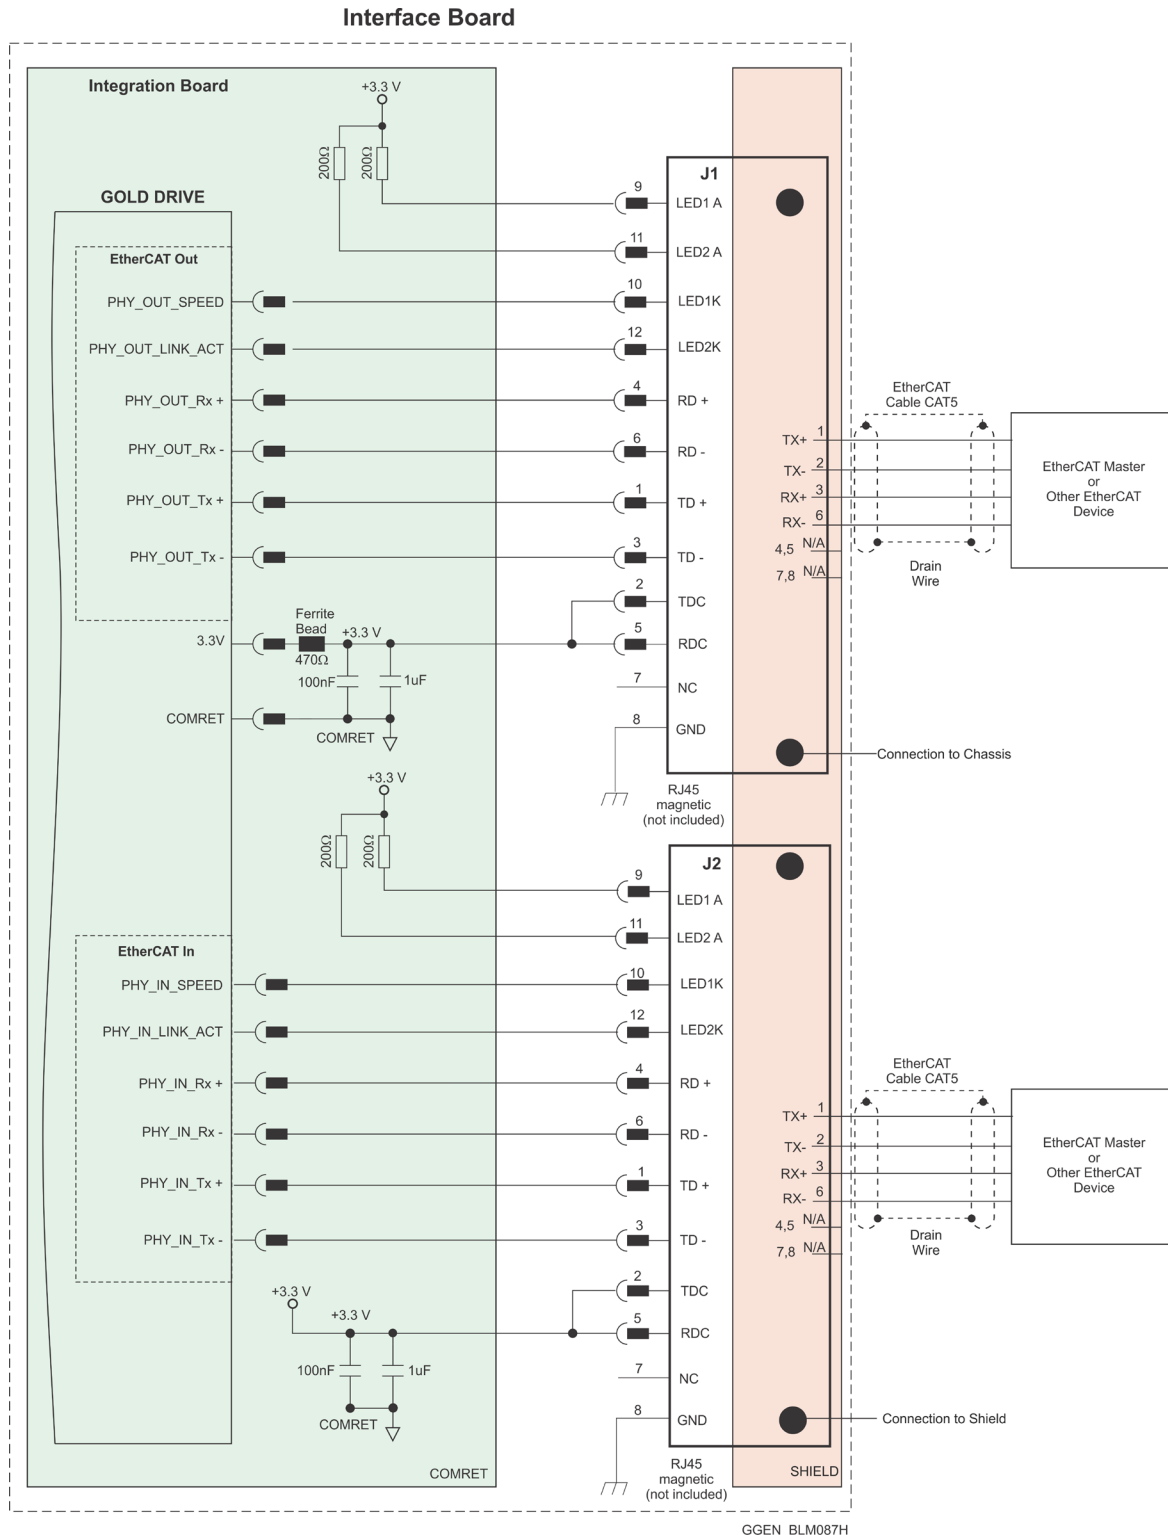 Interface Board
Integration Board
+3.3 V
200Ω
200Ω
GOLD DRIVE
EtherCAT Out
PHY_OUT_SPEED
PHY_OUT_LINK_ACT
PHY_OUT_Rx +
PHY_OUT_Rx -
PHY_OUT_Tx +
PHY_OUT_Tx -
3.3V
Ferrite
Bead
470Ω
+3.3 V
100nF
1uF
COMRET
COMRET
J1
9
LED1 A
11
LED2 A
10
LED1K
12
LED2K
4
RD +
6
RD -
1
TD +
3
TD -
2
TDC
5
RDC
7
NC
8
GND
TX+ 1
TX- 2
RX+ 3
RX- 6
4,5 N/A
7,8 N/A
EtherCAT
Cable CAT5
Drain
Wire
EtherCAT Master
or
Other EtherCAT
Device
Connection to Chassis
RJ45
magnetic
(not included)
+3.3 V
200Ω
200Ω
EtherCAT In
PHY_IN_SPEED
PHY_IN_LINK_ACT
PHY_IN_Rx +
PHY_IN_Rx -
PHY_IN_Tx +
PHY_IN_Tx -
+3.3 V
+3.3 V
100nF
1uF
COMRET
COMRET
J2
9
LED1 A
11
LED2 A
10
LED1K
12
LED2K
4
RD +
6
RD -
1
TD +
3
TD -
2
TDC
5
RDC
7
NC
8
GND
TX+ 1
TX- 2
RX+ 3
RX- 6
4,5 N/A
7,8 N/A
EtherCAT
Cable CAT5
Drain
Wire
EtherCAT Master
or
Other EtherCAT
Device
Connection to Shield
RJ45
magnetic
(not included)
SHIELD
GGEN_BLM087H